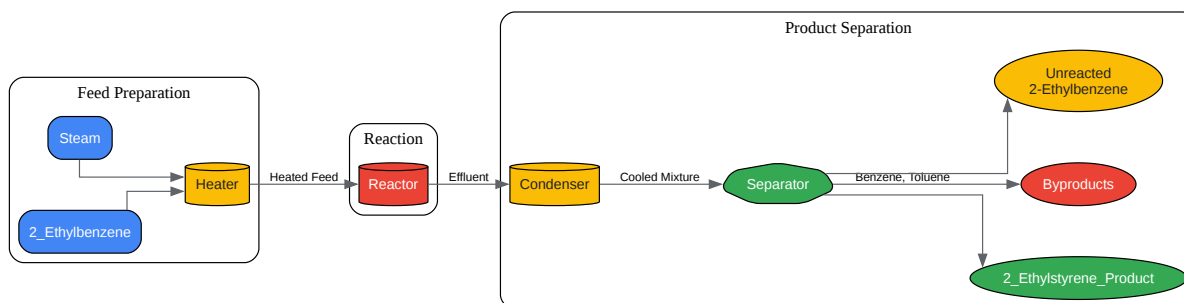 Product Separation
Feed Preparation
Steam
2_Ethylbenzene
Heater
Heated Feed
Reaction
Reactor
Effluent
Condenser
Cooled Mixture
Separator
Benzene, Toluene
Unreacted
2-Ethylbenzene
Byproducts
2_Ethylstyrene_Product